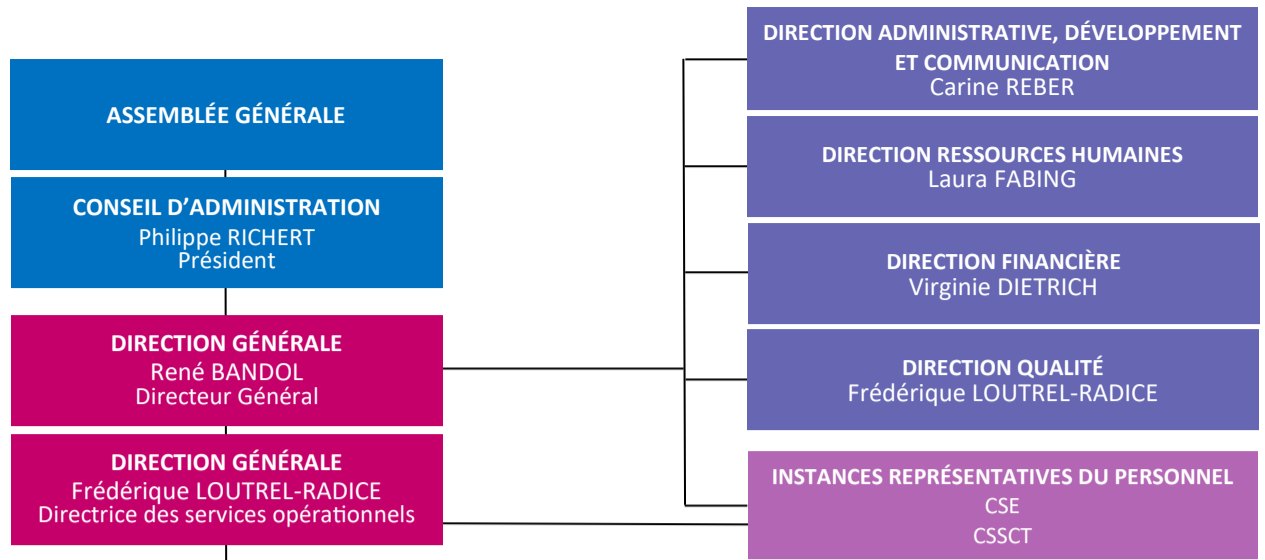 ASSEMBLÉE GÉNÉRALE
CONSEIL D’ADMINISTRATION
Philippe RICHERT
Président
DIRECTION GÉNÉRALE
René BANDOL
Directeur Général
DIRECTION GÉNÉRALE
Frédérique LOUTREL-RADICE
Directrice des services opérationnels
DIRECTION ADMINISTRATIVE, DÉVELOPPEMENT
ET COMMUNICATION
Carine REBER
DIRECTION RESSOURCES HUMAINES
Laura FABING
DIRECTION FINANCIÈRE
Virginie DIETRICH
DIRECTION QUALITÉ
Frédérique LOUTREL-RADICE
INSTANCES REPRÉSENTATIVES DU PERSONNEL
CSE
CSSCT